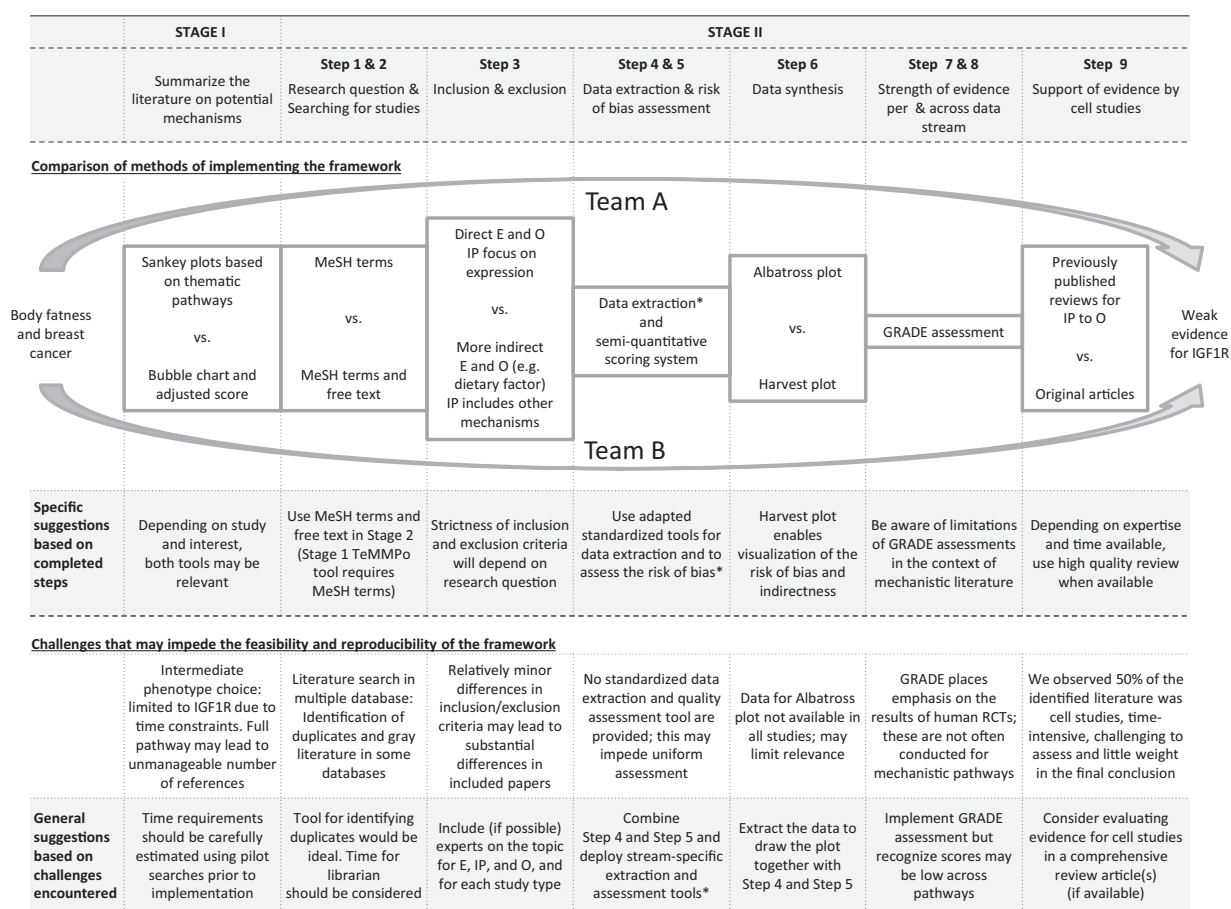 STAGE I
STAGE II
Summarize the
literature on potential
mechanisms
Step 1 & 2
Research question &
Searching for studies
Step 3
Inclusion & exclusion
Step 4 & 5
Data extraction & risk
of bias assessment
Step 6
Data synthesis
Step 7 & 8
Strength of evidence
per & across data
stream
Step 9
Support of evidence by
cell studies
Comparison of methods of implementing the framework
Team A
Body fatness
and breast
cancer
Sankey plots based
on thematic
pathways
vs.
Bubble chart and
adjusted score
MeSH terms
vs.
MeSH terms and
free text
Direct E and O
IP focus on
expression
vs.
More indirect
E and O (e.g.
dietary factor)
IP includes other
mechanisms
Data extraction*
and
semi-quantitative
scoring system
Albatross plot
vs.
Harvest plot
GRADE assessment
Previously
published
reviews for
IP to O
vs.
Original articles
Weak
evidence
for IGF1R
Team B
Specific
suggestions
based on
completed
steps
Depending on study
and interest,
both tools may be
relevant
Use MeSH terms and
free text in Stage 2
(Stage 1 TeMMPo
tool requires
MeSH terms)
Strictness of inclusion
and exclusion criteria
will depend on
research question
Use adapted
standardized tools for
data extraction and to
assess the risk of bias*
Harvest plot
enables
visualization of the
risk of bias and
indirectness
Be aware of limitations
of GRADE assessments
in the context of
mechanistic literature
Depending on expertise
and time available,
use high quality review
when available
Challenges that may impede the feasibility and reproducibility of the framework
Intermediate
phenotype choice:
limited to IGF1R due to
time constraints. Full
pathway may lead to
unmanageable number
of references
Literature search in
multiple database:
Identification of
duplicates and gray
literature in some
databases
Relatively minor
differences in
inclusion/exclusion
criteria may lead to
substantial
differences in
included papers
No standardized data
extraction and quality
assessment tool are
provided; this may
impede uniform
assessment
Data for Albatross
plot not available in
all studies; may
limit relevance
GRADE places
emphasis on the
results of human RCTs;
these are not often
conducted for
mechanistic pathways
We observed 50% of the
identified literature was
cell studies, time-
intensive, challenging to
assess and little weight
in the final conclusion
General
suggestions
based on
challenges
encountered
Time requirements
should be carefully
estimated using pilot
searches prior to
implementation
Tool for identifying
duplicates would be
ideal. Time for
librarian
should be considered
Include (if possible)
experts on the topic
for E, IP, and O, and
for each study type
Combine
Step 4 and Step 5 and
deploy stream-specific
extraction and
assessment tools*
Extract the data to
draw the plot
together with
Step 4 and Step 5
Implement GRADE
assessment but
recognize scores may
be low across
pathways
Consider evaluating
evidence for cell studies
in a comprehensive
review article(s)
(if available)